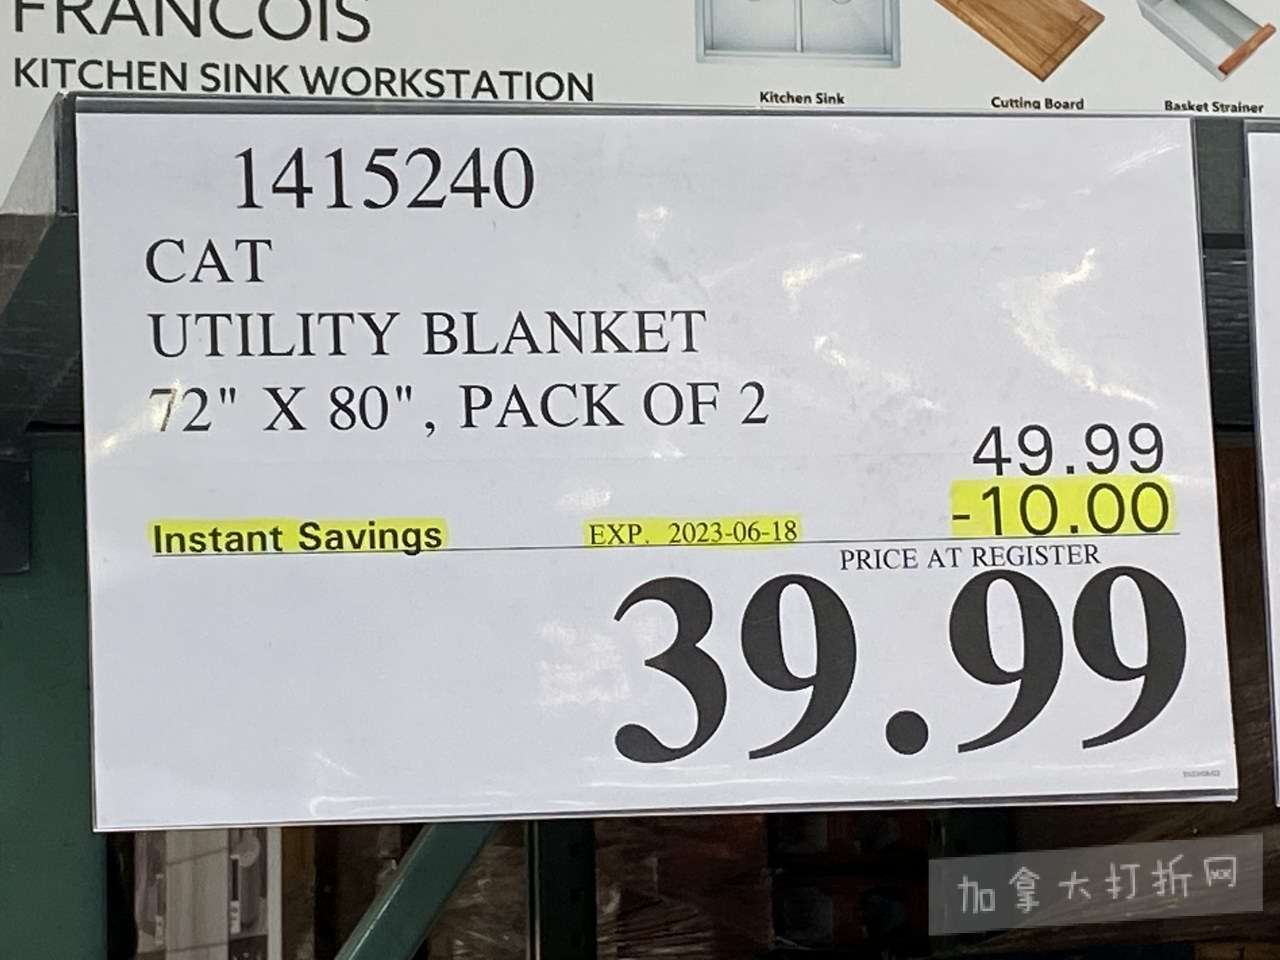 FRANCOIS
KITCHEN SINK WORKSTATION
Kitchen Sink
Cutting Board
Basket Strainer
1415240
CAT
UTILITY BLANKET
72" X 80", PACK OF 2
49.99
-10.00
Instant Savings
EXP. 2023-06-18
PRICE AT REGISTER
39.99
加拿大打折网